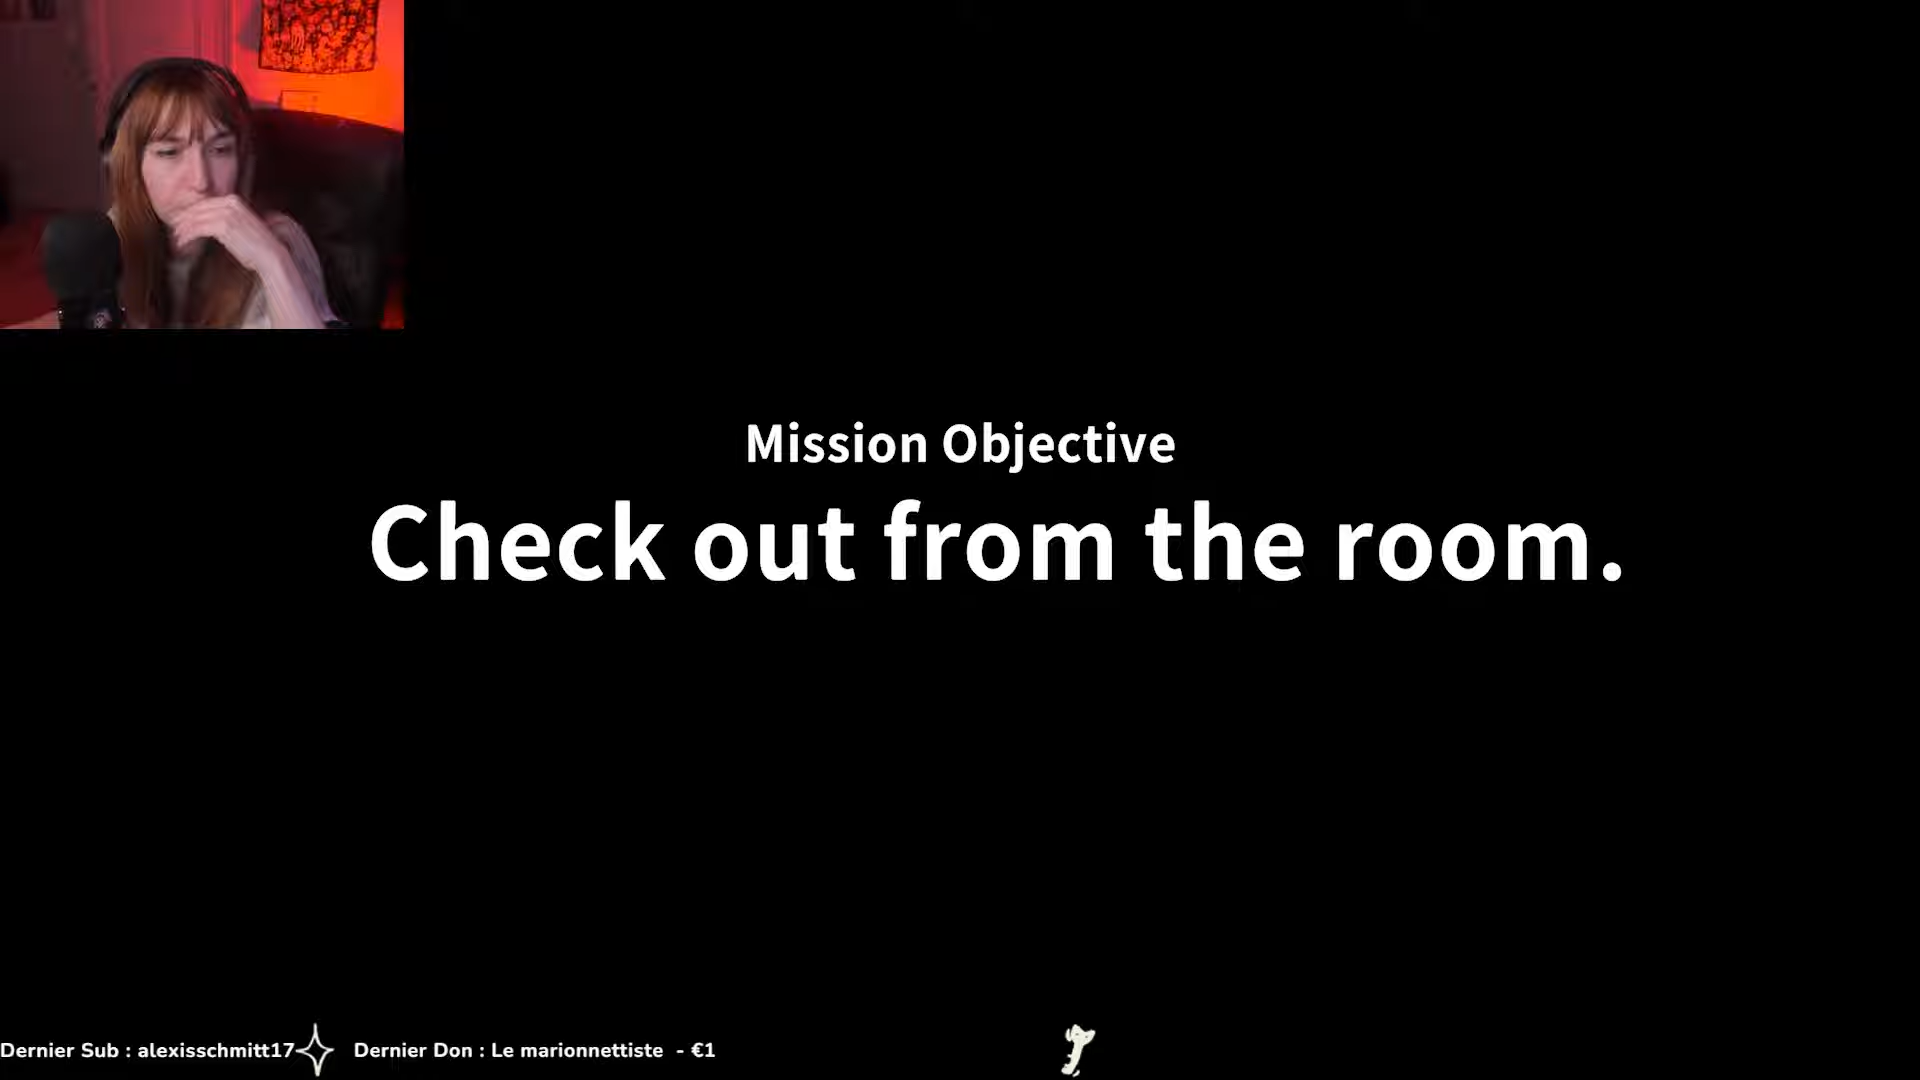 Mission Objective
Check out from the room.
Dernier Sub : alexisschmitt17 Dernier Don : Le marionnettiste - €1